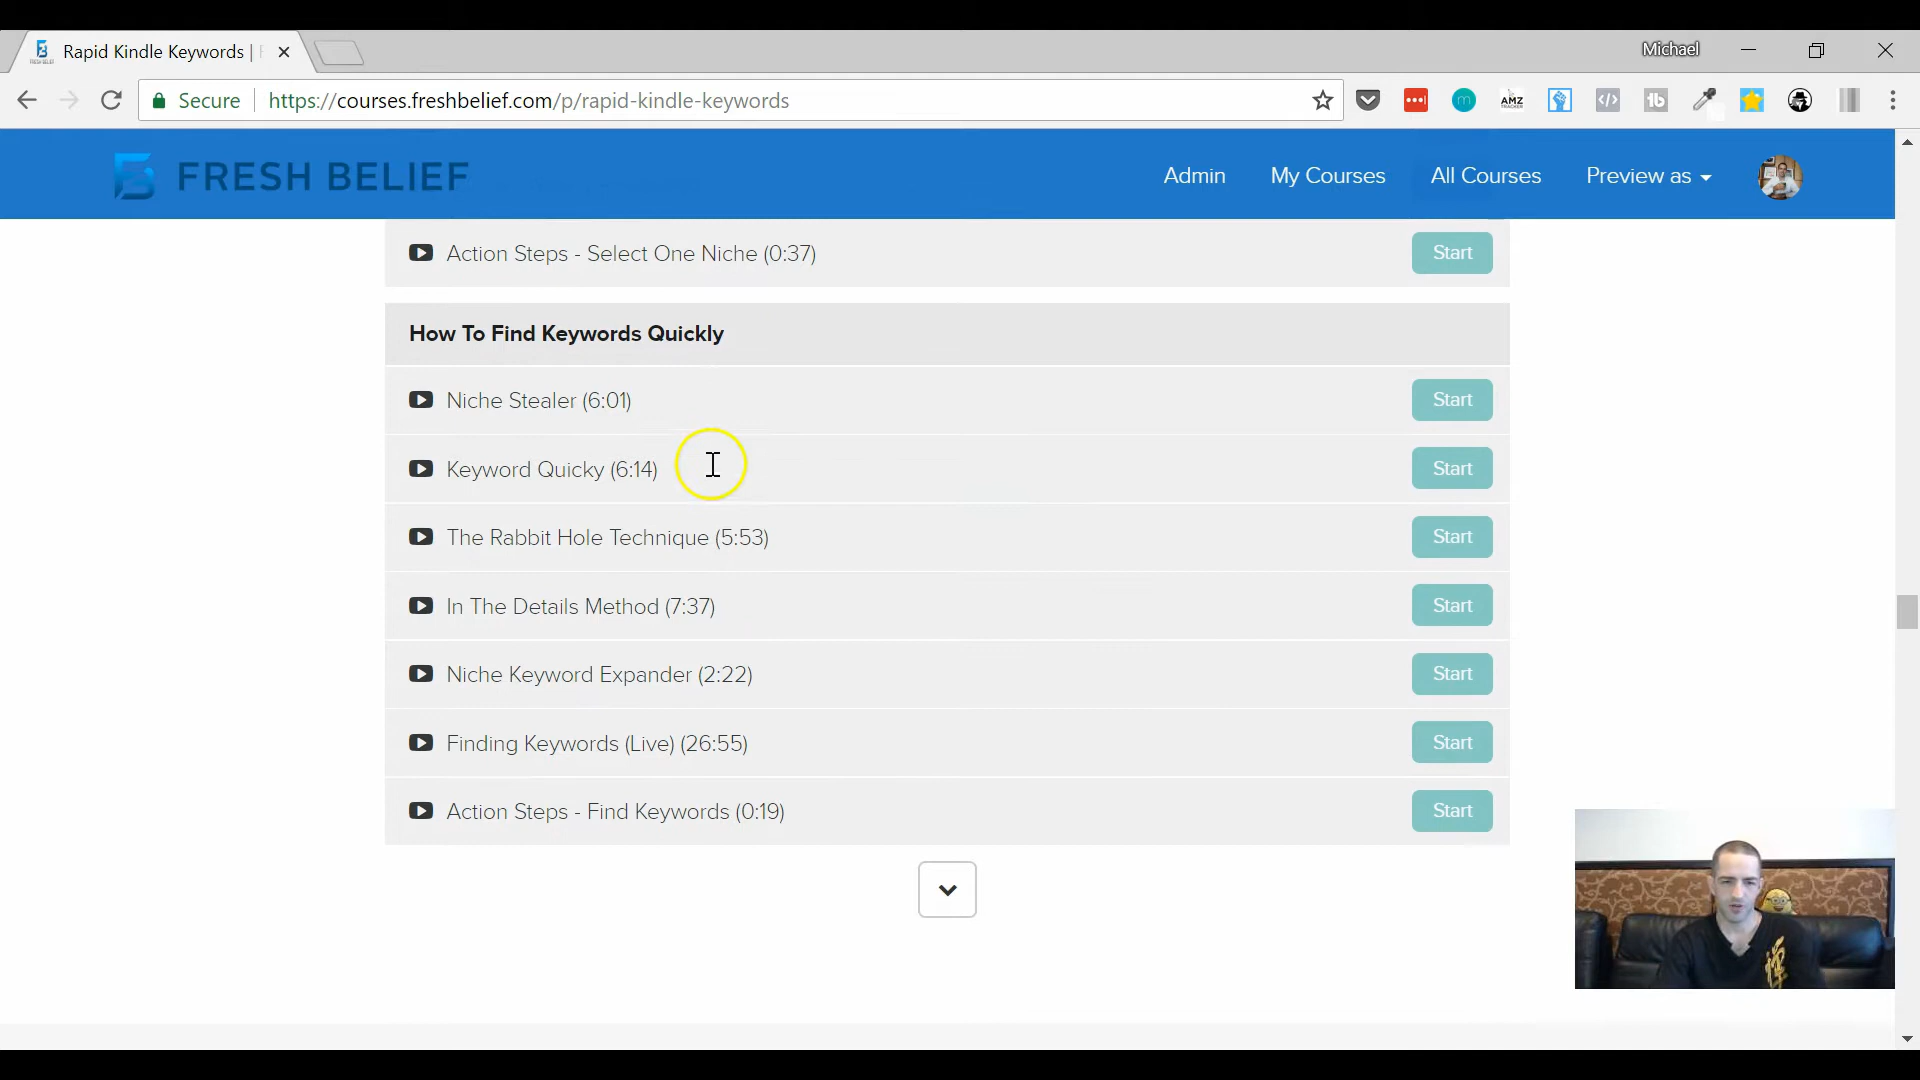 Rapid Kindle Keywords |
Michael
Secure
https://courses.freshbelief.com/p/rapid-kindle-keywords
AMZ
FRESH BELIEF
Admin
My Courses
All Courses
Preview as
Action Steps - Select One Niche (0:37)
Start
How To Find Keywords Quickly
Niche Stealer (6:01)
Start
Keyword Quicky (6:14)
Start
The Rabbit Hole Technique (5:53)
Start
In The Details Method (7:37)
Start
Niche Keyword Expander (2:22)
Start
Finding Keywords (Live) (26:55)
Start
Action Steps - Find Keywords (0:19)
Start